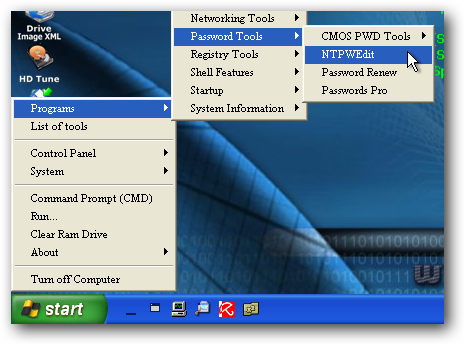 Networking Tools
Password Tools
Registry Tools
Shell Features
Startup
System Information
CMOS PWD Tools
NTPWEdit
Password Renew
Passwords Pro
Drive
Image XML
HD Tune
Programs
List of tools
Control Panel
System
Command Prompt (CMD)
Run...
Clear Ram Drive
About
Turn off Computer
start